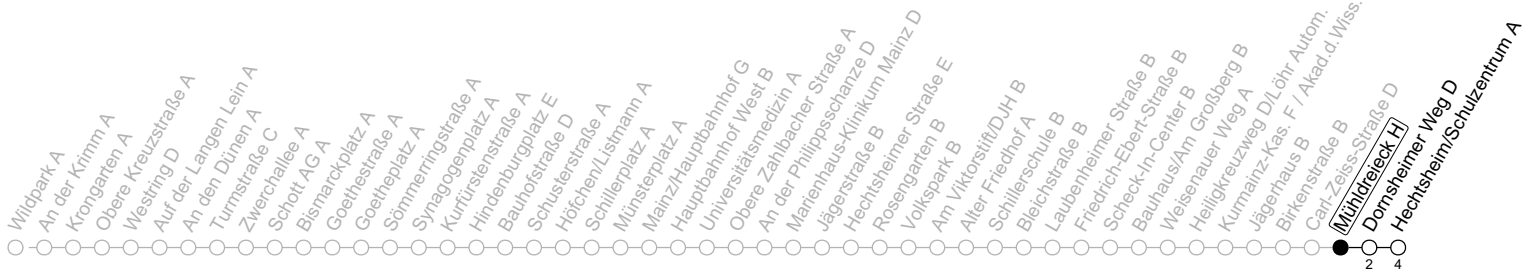 Wildpark A
An der Krimm A
Krongarten A
Obere Kreuzstraße A
Westring D
Auf der Langen Lein A
An den Dünen A
Turmstraße C
Zwerchallee A
Schott AG A
Bismarckplatz A
Goethestraße A
Goetheplatz A
Sömmerringstraße A
Synagogenplatz A
Kurfürstenstraße A
Hindenburgplatz E
Bauhofstraße D
Schusterstraße A
Höfchen/Listmann A
Schillerplatz A
Münsterplatz A
Mainz/Hauptbahnhof G
Hauptbahnhof West B
Universitätsmedizin A
Obere Zahlbacher Straße A
An der Philippsschanze D
Marienhaus-Klinikum Mainz D
Jägerstraße B
Hechtsheimer Straße E
Rosengarten B
Volkspark B
Am Viktorstift/DJH B
Alter Friedhof A
Schillerschule B
Bleichstraße B
Laubenheimer Straße B
Friedrich-Ebert-Straße B
Scheck-In-Center B
Bauhaus/Am Großberg B
Weisenauer Weg A
Heiligkreuzweg D/Löhr Autom.
Kurmainz-Kas. F / Akad.d.Wiss.
Jägerhaus B
Birkenstraße B
Carl-Zeiss-Straße D
Mühldreieck H
Dornsheimer Weg D
Hechtsheim/Schulzentrum A
2
4